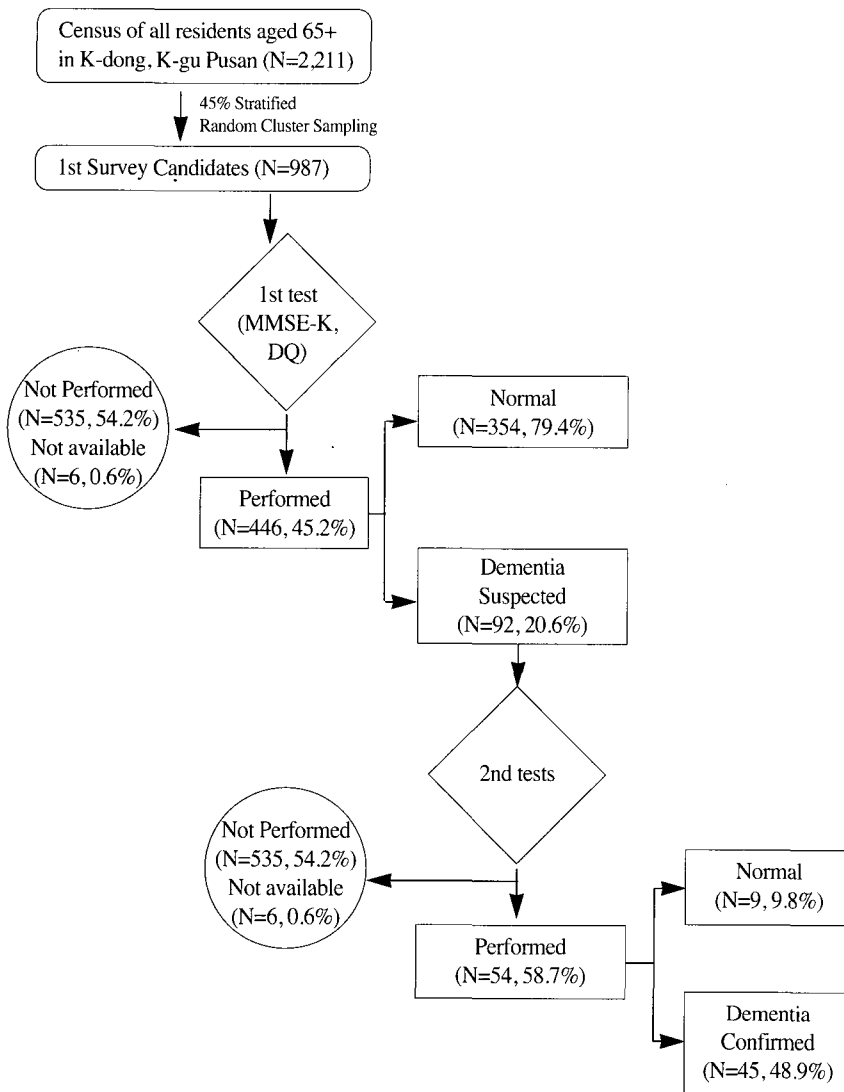 Census of all residents aged 65+
in K-dong, K-gu Pusan (N=2,211)
45% Stratified
Random Cluster Sampling
1st Survey Candidates (N=987)
1st test
(MMSE-K,
DQ)
Not Performed
(N=535, 54.2%)
Not available
(N=6, 0.6%)
Normal
(N=354, 79.4%)
Performed
(N=446, 45.2%)
Dementia
Suspected
(N=92, 20.6%)
2nd tests
Not Performed
(N=535, 54.2%)
Not available
(N=6, 0.6%)
Normal
(N=9, 9.8%)
Performed
(N=54, 58.7%)
Dementia
Confirmed
(N=45, 48.9%)